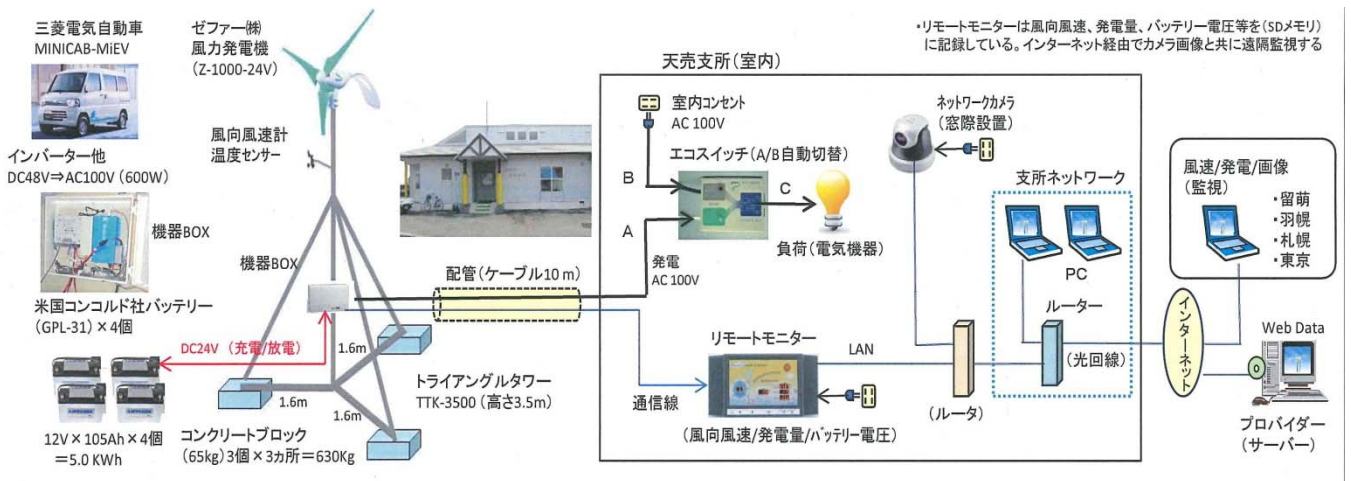 ・リモートモニターは風向風速、発電量、バッテリー電圧等を(SDメモリ)
に記録している。インターネット経由でカメラ画像と共に遠隔監視する
三菱電気自動車
MINICAB-MiEV
インバーター他
DC48V⇒AC100V (600W)
機器BOX
米国コンコルド社バッテリー
(GPL-31) × 4個
12V × 105Ah × 4個
＝5.0 KWh
ゼファー(株)
風力発電機
(Z-1000-24V)
風向風速計
温度センサー
機器BOX
DC24V (充電/放電)
1.6m
1.6m
1.6m
コンクリートブロック
(65kg) 3個 × 3カ所＝630Kg
トライアングルタワー
TTK-3500 (高さ3.5m)
配管(ケーブル10 m)
天売支所(室内)
室内コンセント
AC 100V
エコスイッチ(A/B自動切替)
B
C
A
発電
AC 100V
負荷(電気機器)
通信線
リモートモニター
(風向風速/発電量/バッテリー電圧)
LAN
ネットワークカメラ
(窓際設置)
(ルータ)
支所ネットワーク
PC
ルーター
(光回線)
インターネット
風速/発電/画像
(監視)
・留萌
・羽幌
・札幌
・東京
Web Data
プロバイダー
(サーバー)